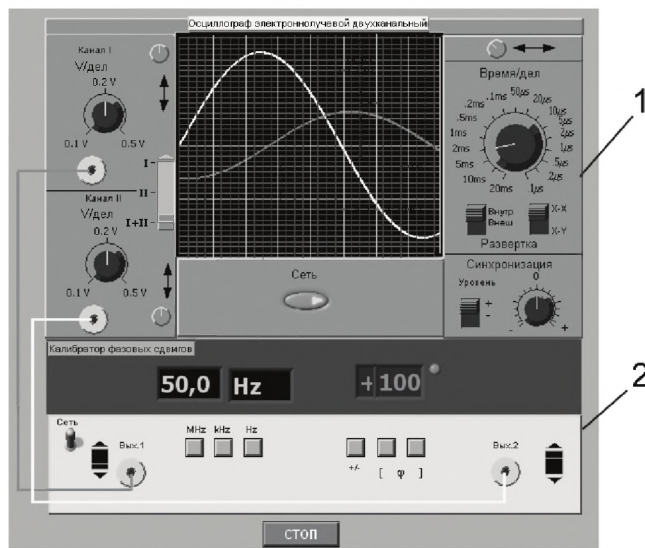 Осциллограф электроннолучевой двухканальный
Канал I
V/дел
0.2 V
0.1 V 0.5 V
I
II
I+II
Канал II
V/дел
0.2 V
0.1 V 0.5 V
Время/дел
.2ms .1ms 50µs 20µs
.5ms 10µs
1ms 5µs
2ms 2µs
5ms 1µs
10ms .5µs
20ms .1µs .2µs
Внутр
Внеш
X-X
X-Y
Развертка
Синхронизация
Уровень
0
+
-
- +
Сеть
1
Калибратор фазовых сдвигов
50,0 Hz +100
2
Сеть
Вых.1
MHz kHz Hz
+/-
[ φ ]
Вых.2
СТОП